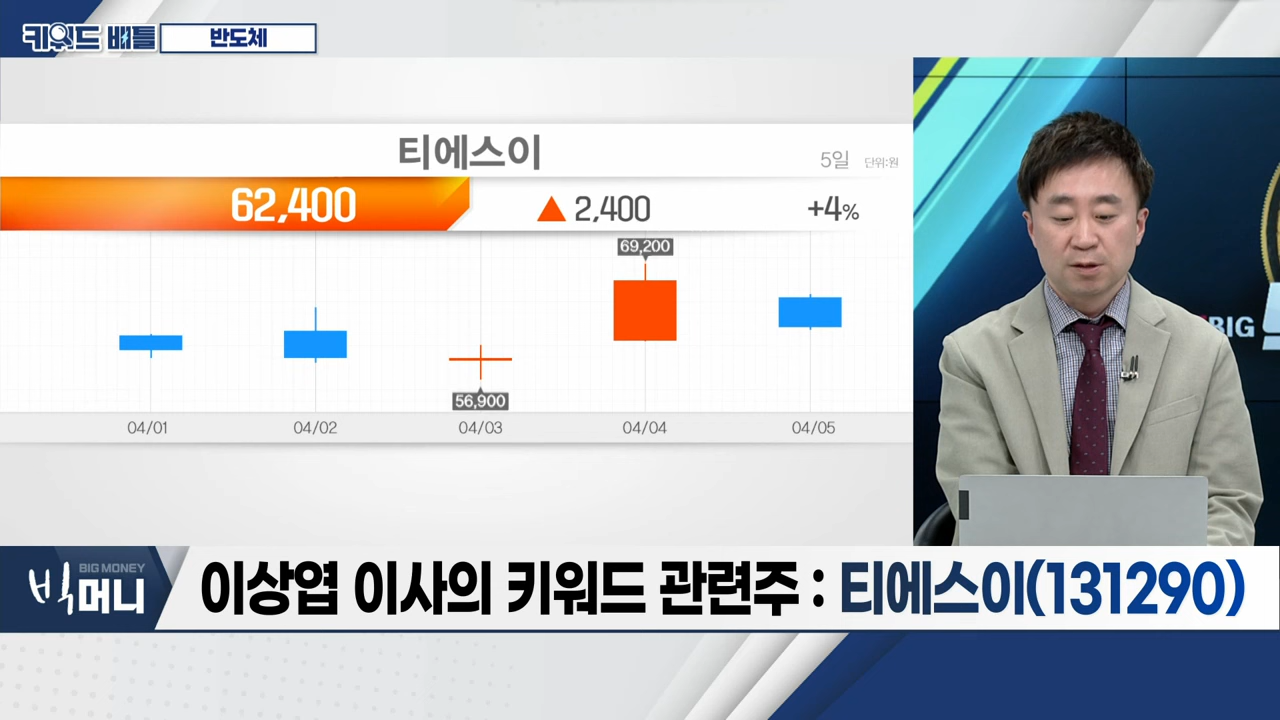 키워드 배틀 반도체
티에스이
5일 단위:원
62,400 ▲ 2,400 +4%
69,200
56,900
04/01 04/02 04/03 04/04 04/05
BIG
BIG MONEY
빅머니
이상엽 이사의 키워드 관련주 : 티에스이(131290)